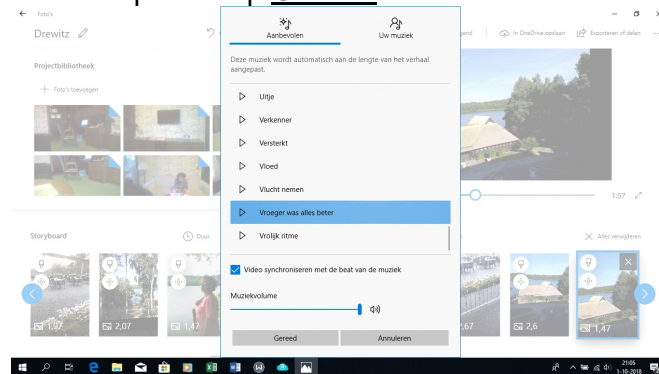 Foto's
Drewitz
Aanbevolen
Uw muziek
In OneDrive opslaan
Exporteren of delen
Deze muziek wordt automatisch aan de lengte van het verhaal
aangepast.
Projectbibliotheek
Foto's toevoegen
Uitje
Verkenner
Versterkt
Vloed
Vlucht nemen
Vroeger was alles beter
Vrolijk ritme
1:57
Storyboard
Duur
Alles verwijderen
Video synchroniseren met de beat van de muziek
Muziekvolume
1,97
2,07
1,47
2,67
2,6
1,47
Gereed
Annuleren
21:05
1-10-2018